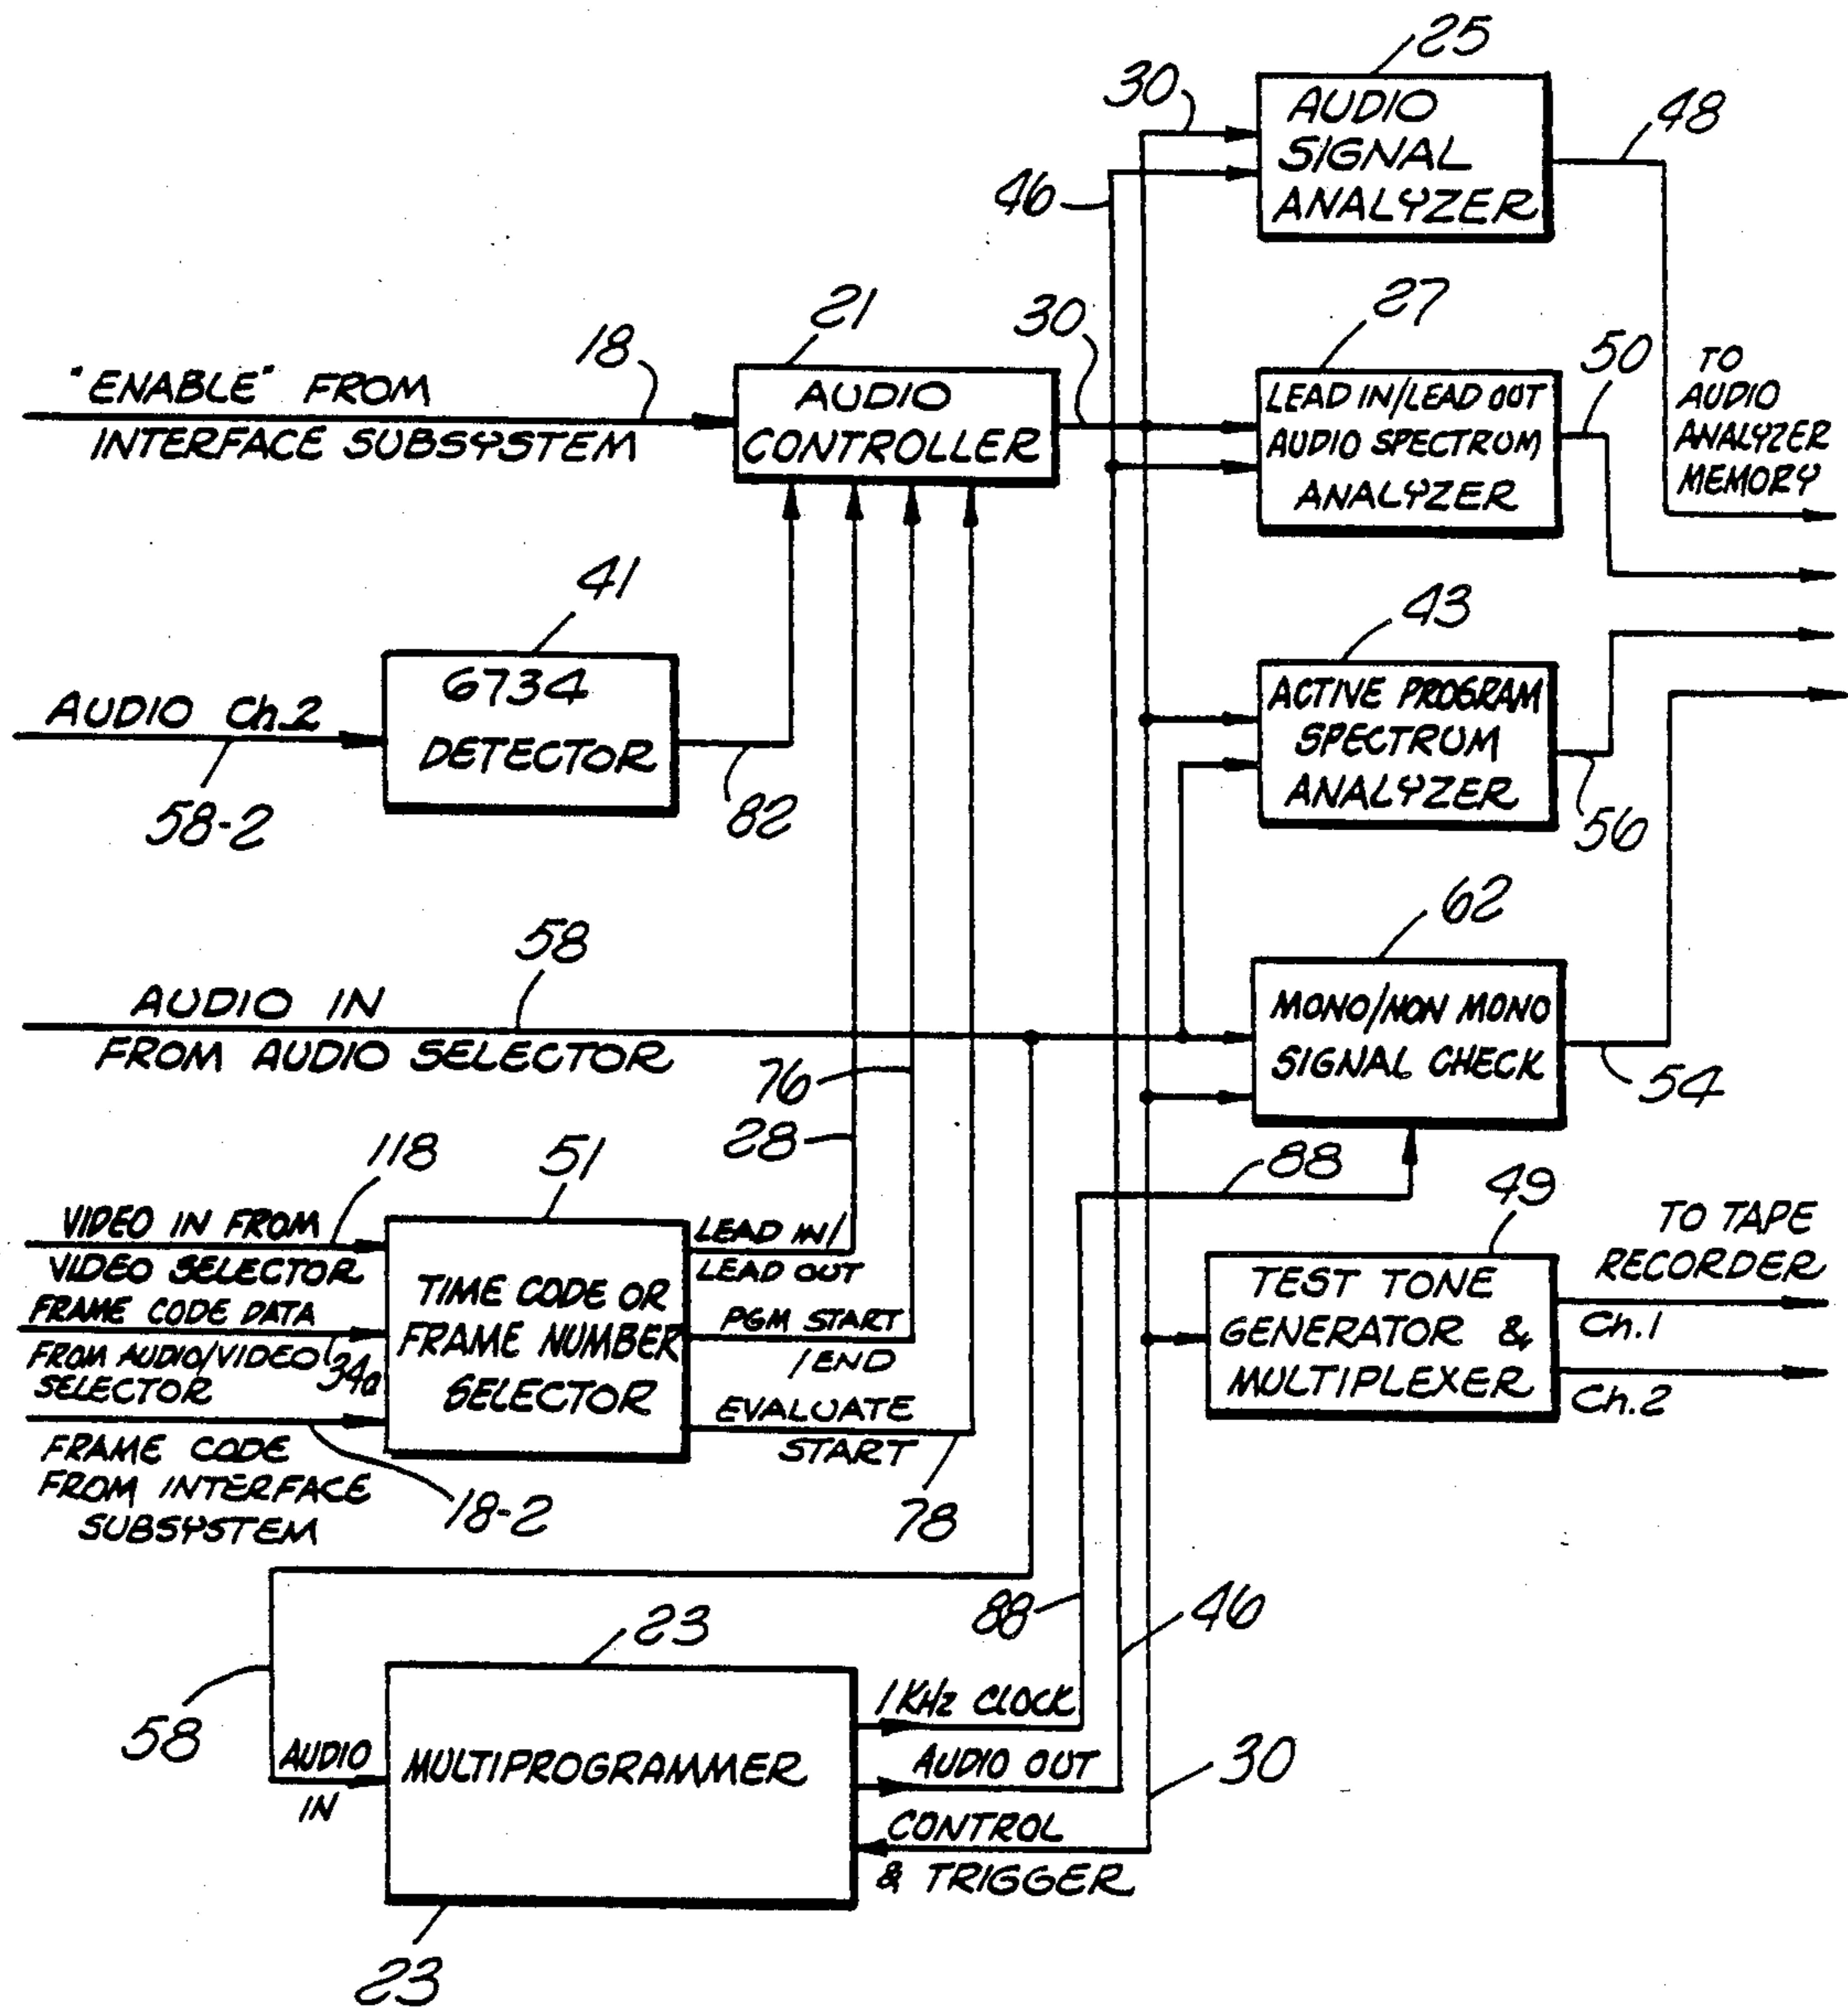 25
30
AUDIO
SIGNAL
ANALYZER
48
46
21
30
27
18
"ENABLE" FROM
INTERFACE SUBSYSTEM
AUDIO
CONTROLLER
LEAD IN/LEAD OUT
AUDIO SPECTRUM
ANALYZER
50
TO
AUDIO
ANALYZER
MEMORY
41
43
AUDIO Ch.2
58-2
6734
DETECTOR
82
ACTIVE PROGRAM
SPECTRUM
ANALYZER
56
58
62
AUDIO IN
FROM AUDIO SELECTOR
MONO/NON MONO
SIGNAL CHECK
54
76
28
88
118
51
49
VIDEO IN FROM
VIDEO SELECTOR
FRAME CODE DATA
FROM AUDIO/VIDEO
SELECTOR
34a
FRAME CODE
FROM INTERFACE
SUBSYSTEM
18-2
TIME CODE OR
FRAME NUMBER
SELECTOR
LEAD IN/
LEAD OUT
PGM START
/END
EVALUATE
START
78
TEST TONE
GENERATOR &
MULTIPLEXER
TO TAPE
RECORDER
Ch.1
Ch.2
88
46
23
58
AUDIO
IN
MULTIPROGRAMMER
1KHz CLOCK
AUDIO OUT
CONTROL
& TRIGGER
30
23